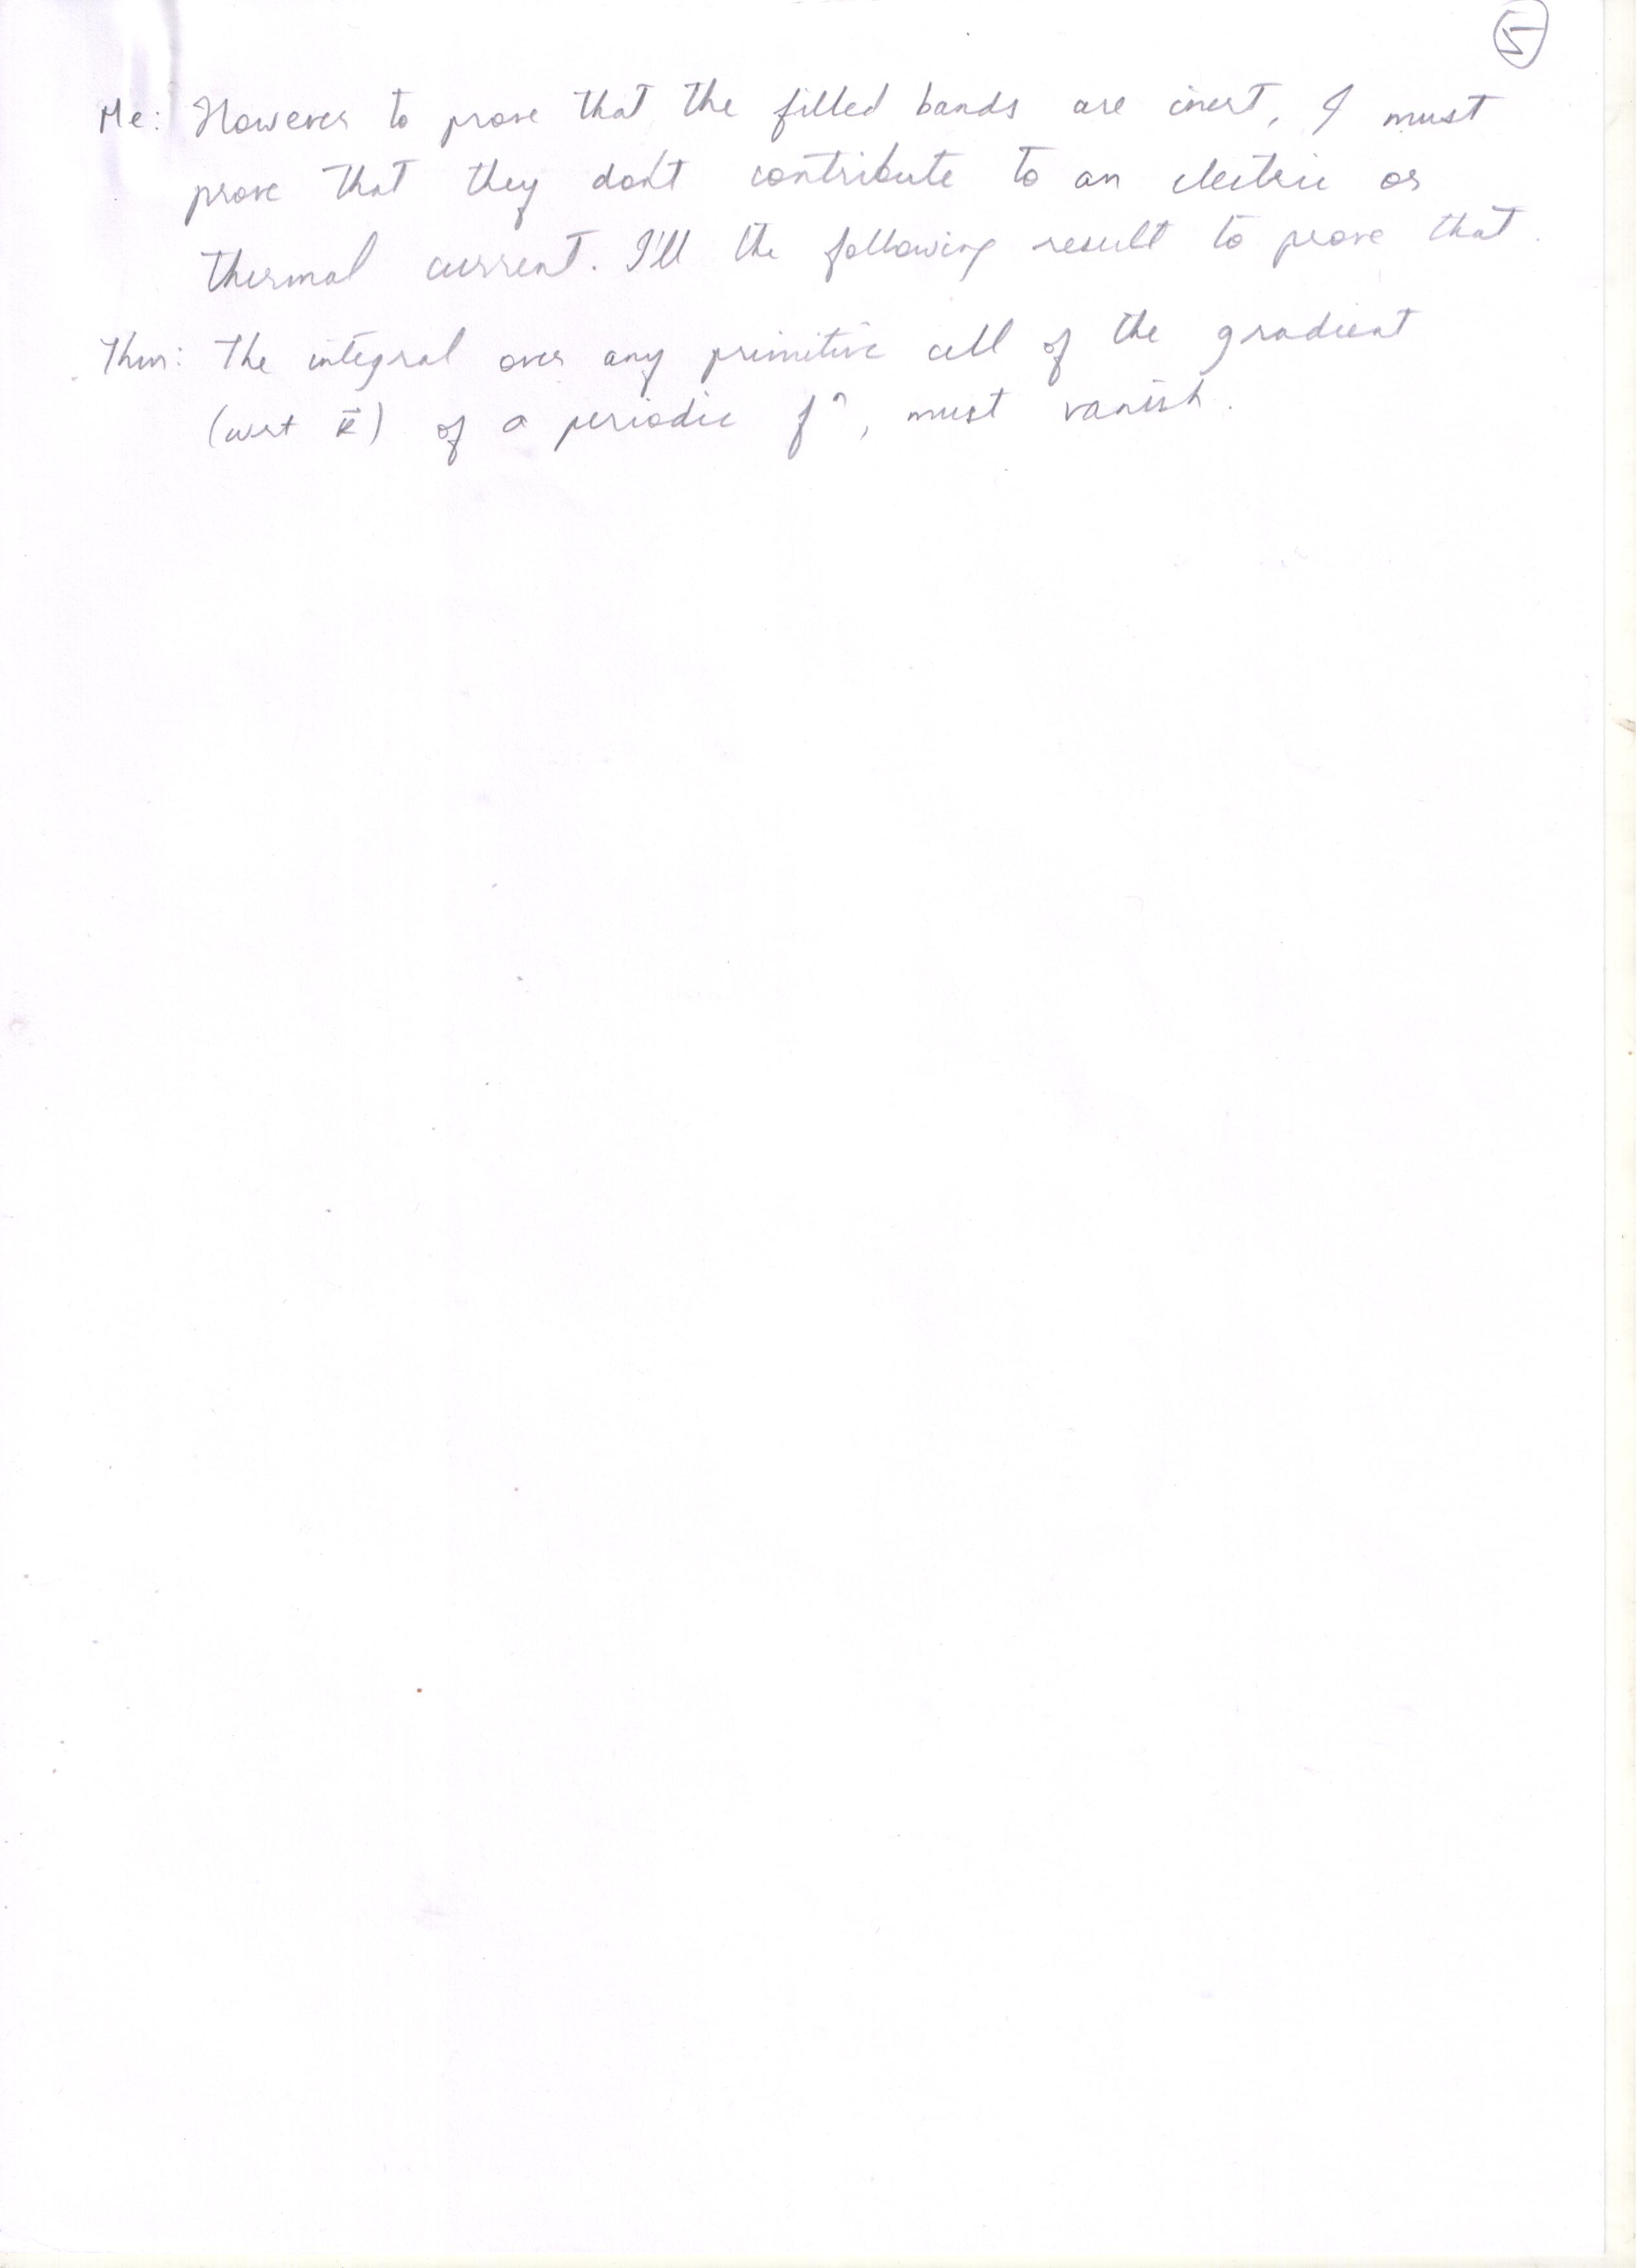 5
Me: However to prove that the filled bands are inert, I must
prove that they don't contribute to an electric or
thermal current. I'll the following result to prove that.
Thm: The integral over any primitive cell of the gradient
(wrt k⃗) of a periodic fⁿ, must vanish.